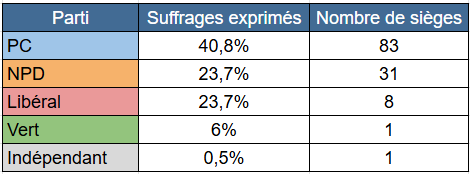 Parti Suffrages exprimés Nombre de sièges
PC 40,8% 83
NPD 23,7% 31
Libéral 23,7% 8
Vert 6% 1
Indépendant 0,5% 1